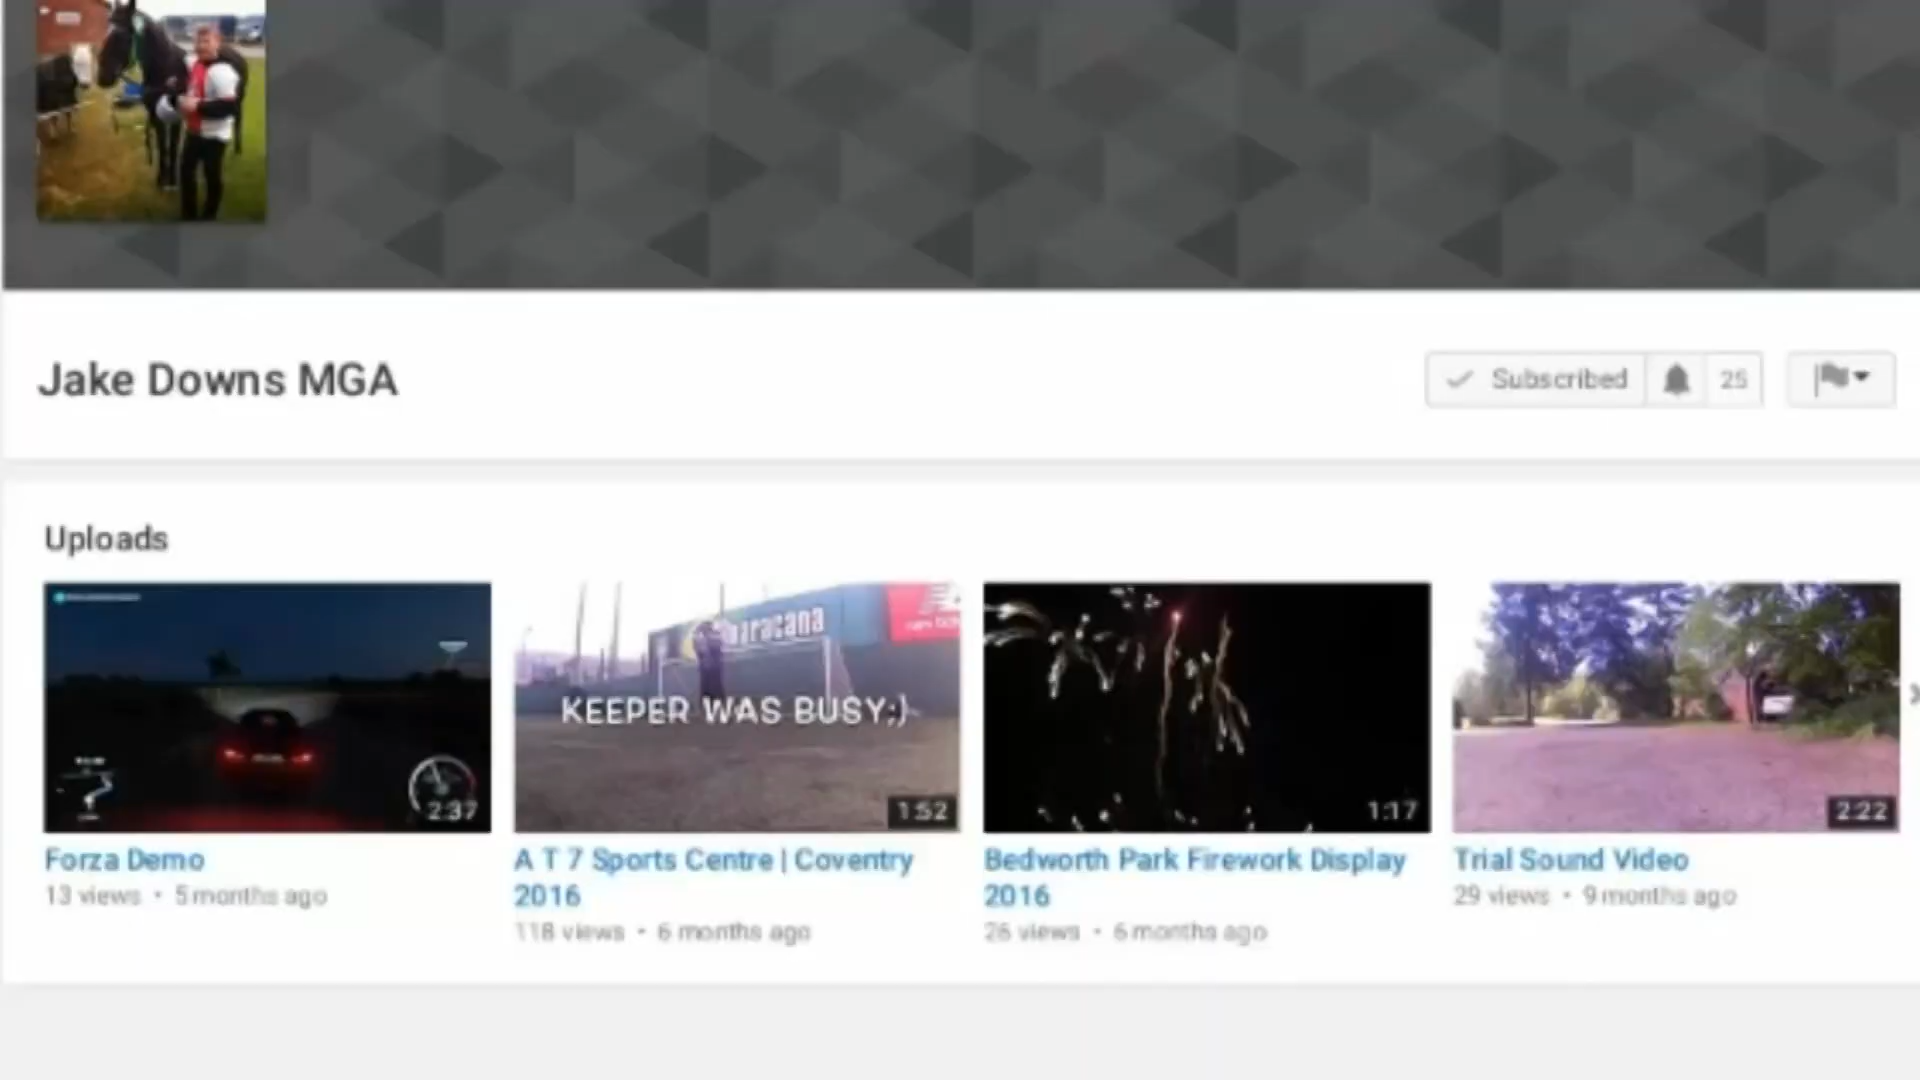 Jake Downs MGA
Subscribed 25
Uploads
KEEPER WAS BUSY;)
2:37
1:52
1:17
2:22
Forza Demo
13 views • 5 months ago
A T 7 Sports Centre | Coventry
2016
118 views • 6 months ago
Bedworth Park Firework Display
2016
26 views • 6 months ago
Trial Sound Video
29 views • 9 months ago